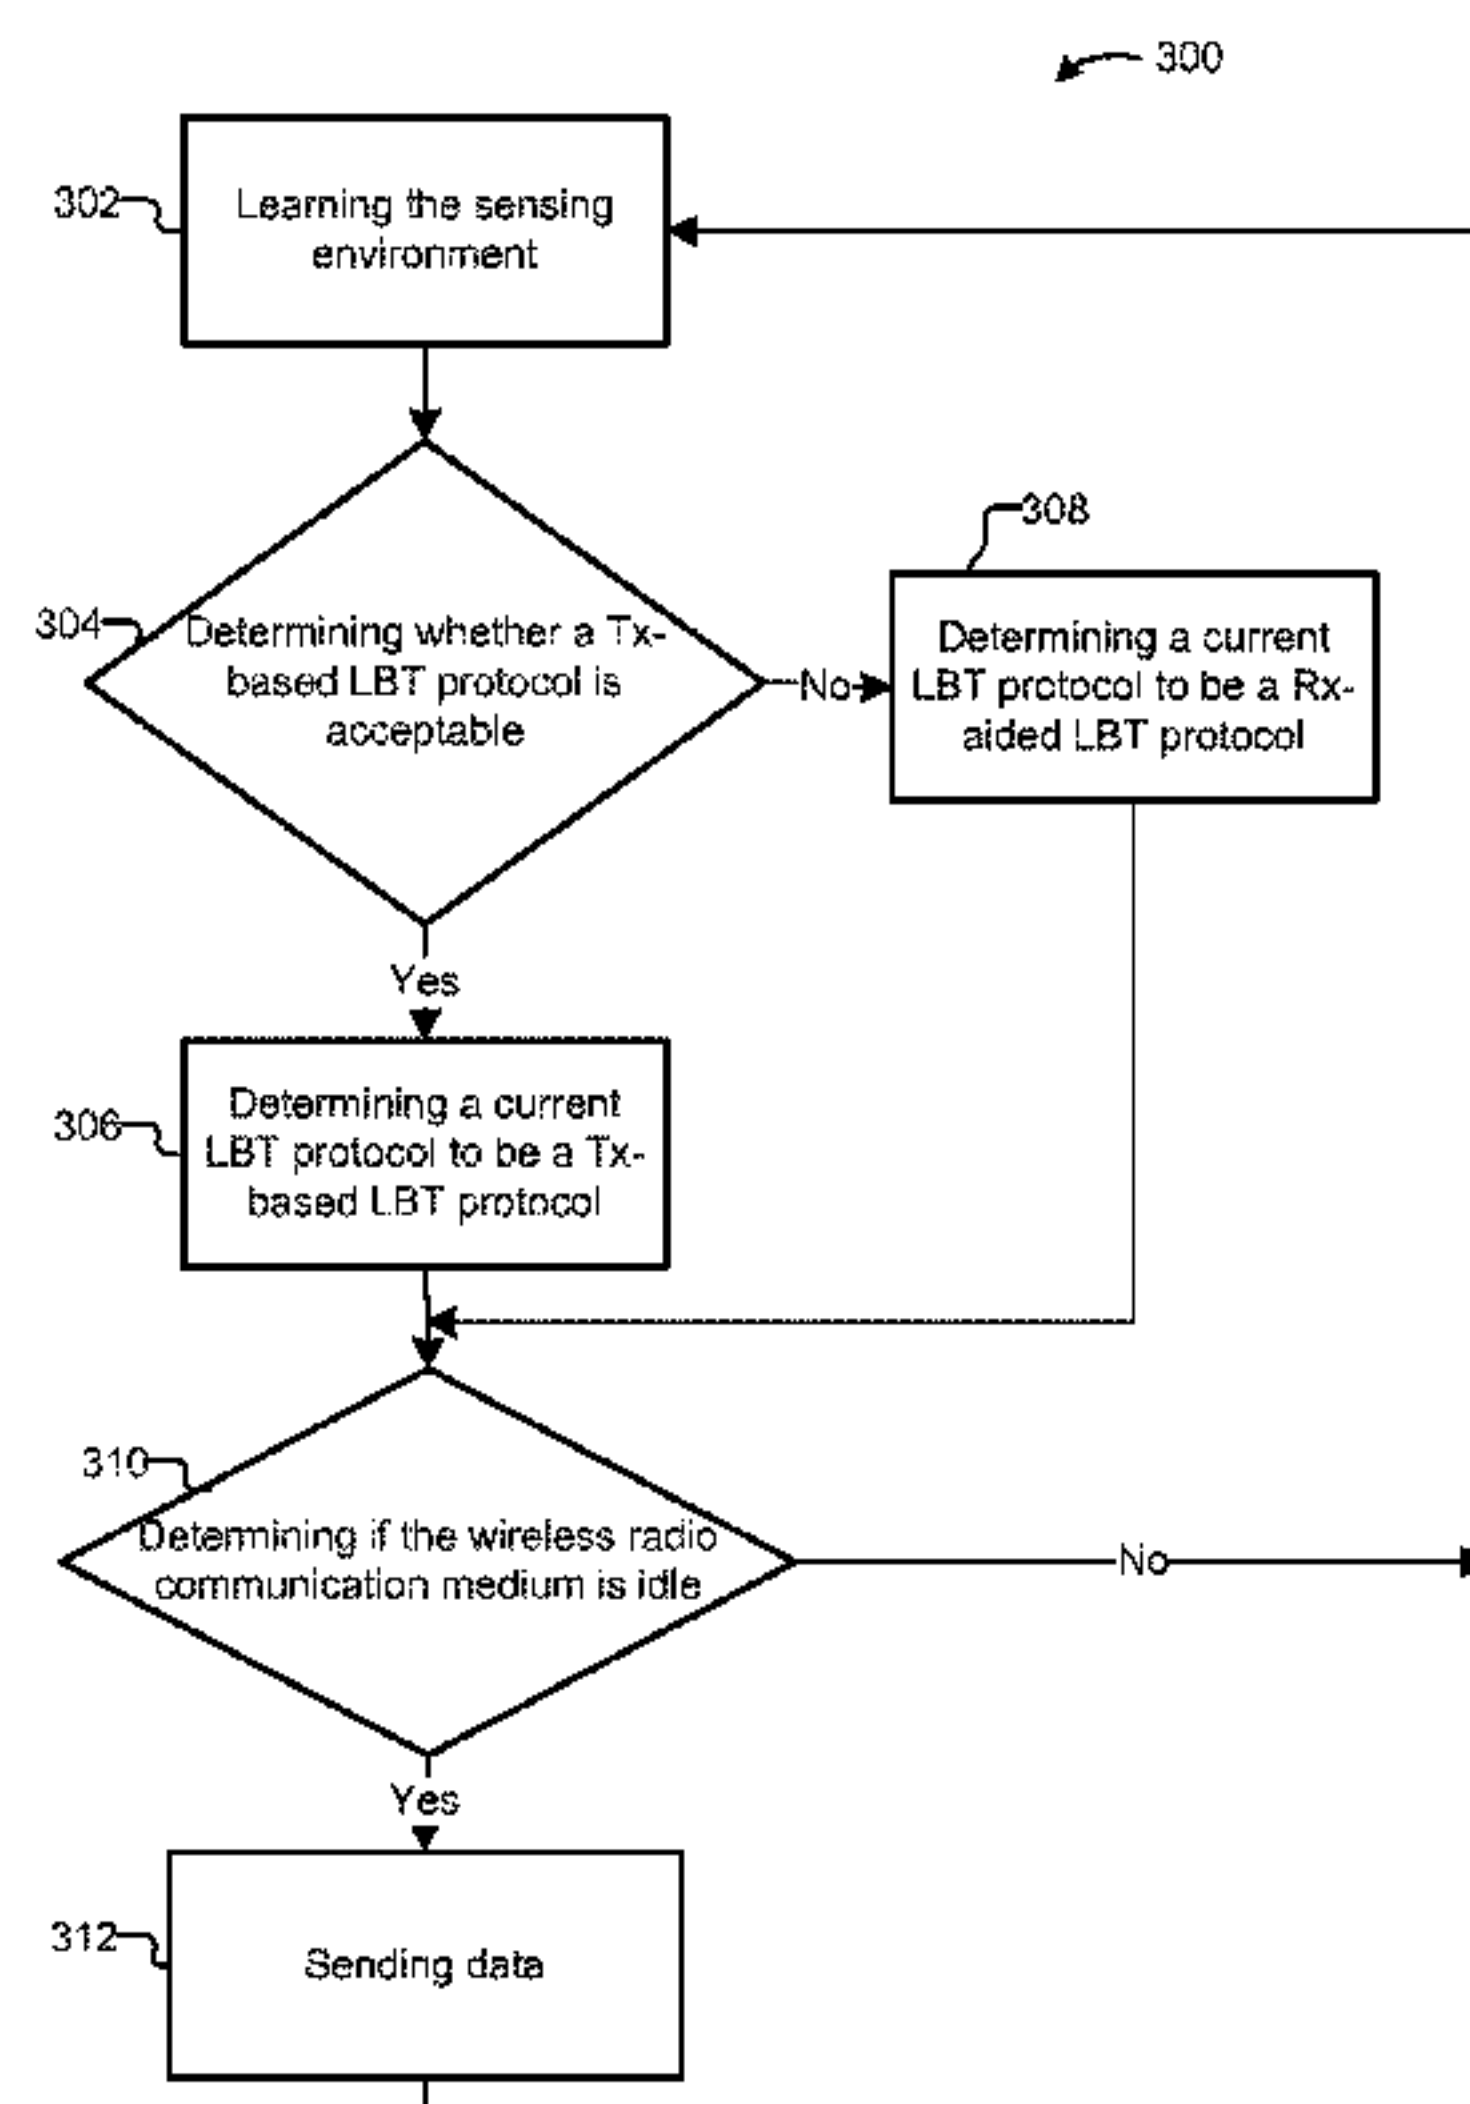 300
302
Learning the sensing
environment
308
304
Determining whether a Tx-
based LBT protocol is
acceptable
No
Determining a current
LBT protocol to be a Rx-
aided LBT protocol
Yes
306
Determining a current
LBT protocol to be a Tx-
based LBT protocol
310
Determining if the wireless radio
communication medium is idle
No
Yes
312
Sending data